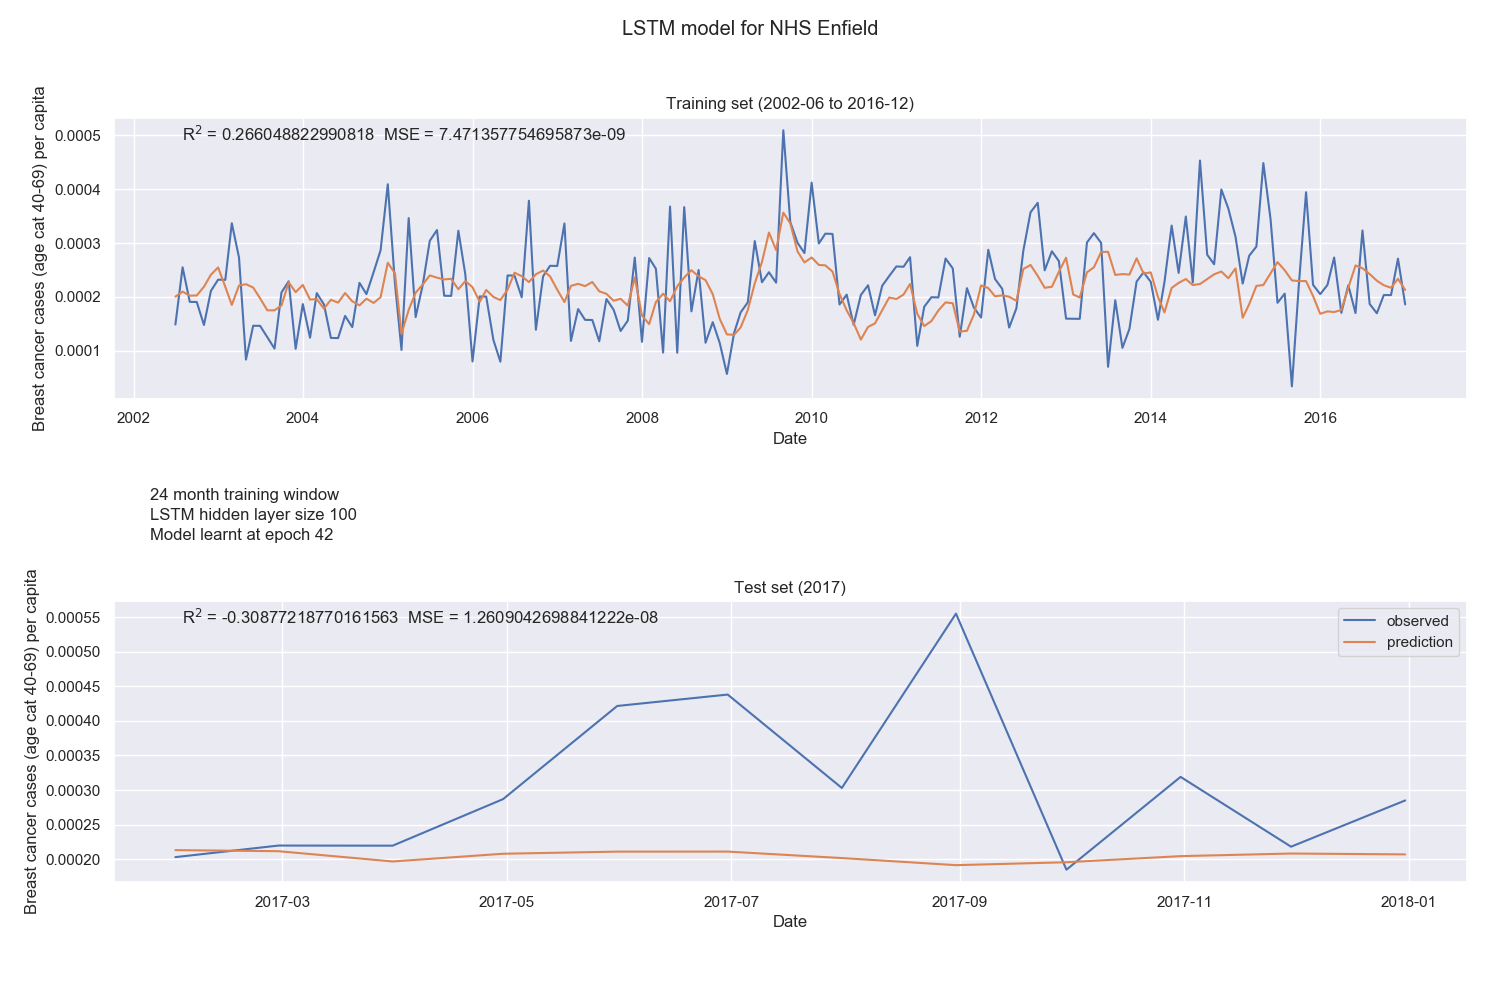 LSTM model for NHS Enfield
Training set (2002-06 to 2016-12)
R² = 0.266048822990818 MSE = 7.471357754695873e-09
Breast cancer cases (age cat 40-69) per capita
0.0005
0.0004
0.0003
0.0002
0.0001
2002 2004 2006 2008 2010 2012 2014 2016
Date
24 month training window
LSTM hidden layer size 100
Model learnt at epoch 42
Test set (2017)
R² = -0.30877218770161563 MSE = 1.2609042698841222e-08
observed
prediction
Breast cancer cases (age cat 40-69) per capita
0.00055
0.00050
0.00045
0.00040
0.00035
0.00030
0.00025
0.00020
2017-03 2017-05 2017-07 2017-09 2017-11 2018-01
Date